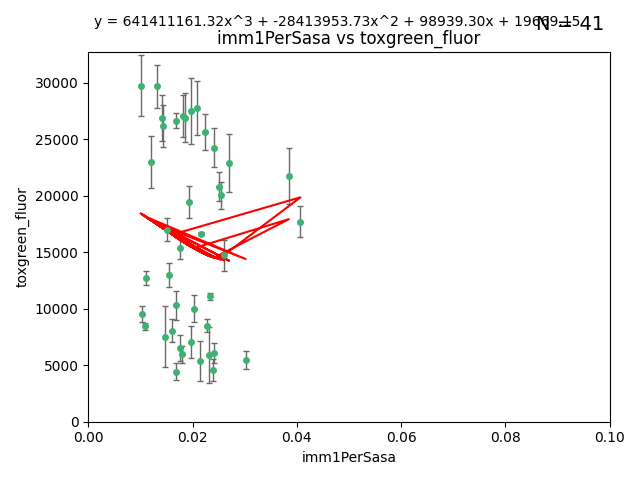 y = 641411161.32x^3 + -28413953.73x^2 + 98939.30x + 19669.15
N = 41
imm1PerSasa vs toxgreen_fluor
30000
25000
20000
15000
10000
5000
0
toxgreen_fluor
0.00 0.02 0.04 0.06 0.08 0.10
imm1PerSasa